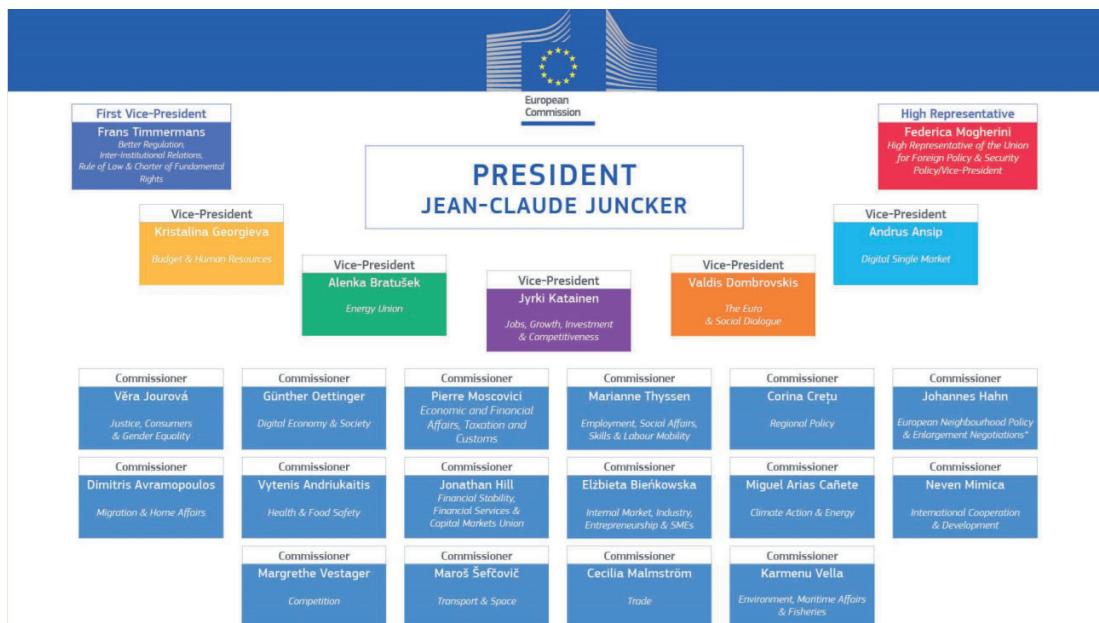 European
Commission
First Vice-President
Frans Timmermans
Better Regulation,
Inter-Institutional Relations,
Rule of Law & Charter of Fundamental
Rights
High Representative
Federica Mogherini
High Representative of the Union
for Foreign Policy & Security
Policy/Vice-President
PRESIDENT
JEAN-CLAUDE JUNCKER
Vice-President
Kristalina Georgieva
Budget & Human Resources
Vice-President
Andrus Ansip
Digital Single Market
Vice-President
Alenka Bratušek
Energy Union
Vice-President
Jyrki Katainen
Jobs, Growth, Investment
& Competitiveness
Vice-President
Valdis Dombrovskis
The Euro
& Social Dialogue
Commissioner
Věra Jourová
Justice, Consumers
& Gender Equality
Commissioner
Günther Oettinger
Digital Economy & Society
Commissioner
Pierre Moscovici
Economic and Financial
Affairs, Taxation and
Customs
Commissioner
Marianne Thyssen
Employment, Social Affairs,
Skills & Labour Mobility
Commissioner
Corina Crețu
Regional Policy
Commissioner
Johannes Hahn
European Neighbourhood Policy
& Enlargement Negotiations*
Commissioner
Dimitris Avramopoulos
Migration & Home Affairs
Commissioner
Vytenis Andriukaitis
Health & Food Safety
Commissioner
Jonathan Hill
Financial Stability,
Financial Services &
Capital Markets Union
Commissioner
Elżbieta Bieńkowska
Internal Market, Industry,
Entrepreneurship & SMEs
Commissioner
Miguel Arias Cañete
Climate Action & Energy
Commissioner
Neven Mimica
International Cooperation
& Development
Commissioner
Margrethe Vestager
Competition
Commissioner
Maroš Šefčovič
Transport & Space
Commissioner
Cecilia Malmström
Trade
Commissioner
Karmenu Vella
Environment, Maritime Affairs
& Fisheries